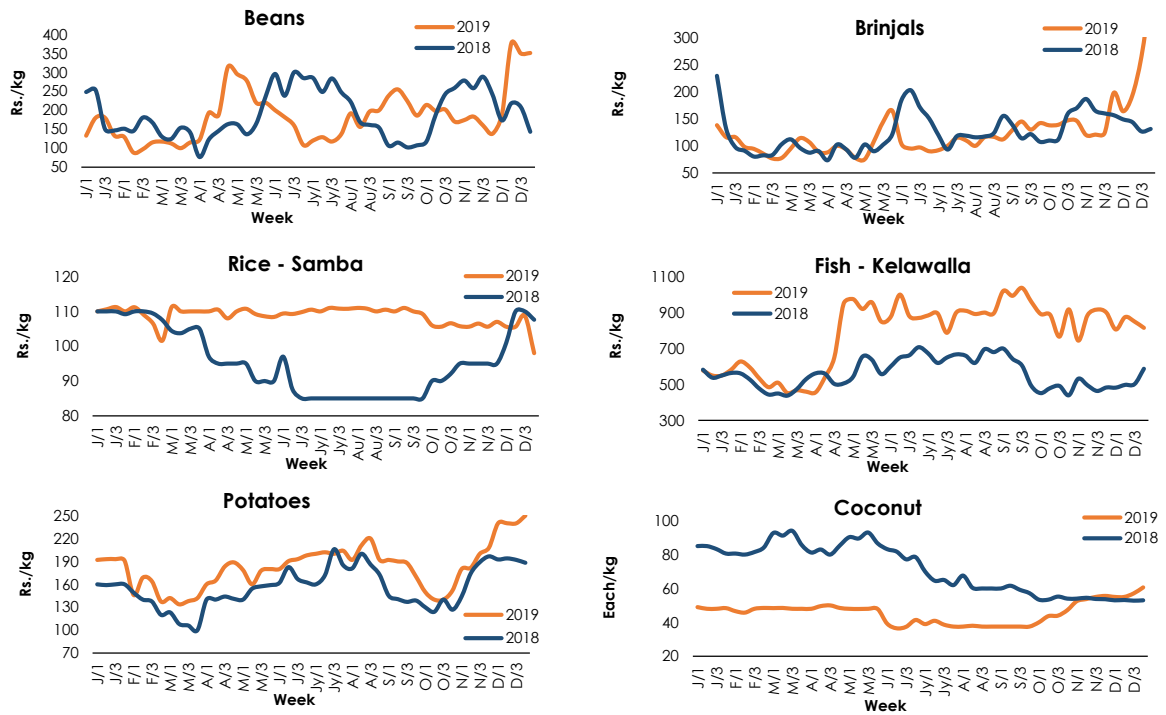 Beans
2019
2018
Rs./kg
400
350
300
250
200
150
100
50
J/1 J/3 F/1 F/3 M/1 M/3 A/1 A/3 M/1 M/3 J/1 J/3 Jy/1 Jy/3 Au/1 Au/3 S/1 S/3 O/1 O/3 N/1 N/3 D/1 D/3
Week
Brinjals
2019
2018
Rs./kg
300
250
200
150
100
50
J/1 J/3 F/1 F/3 M/1 M/3 A/1 A/3 M/1 M/3 J/1 J/3 Jy/1 Jy/3 Au/1 Au/3 S/1 S/3 O/1 O/3 N/1 N/3 D/1 D/3
Week
Rice - Samba
2019
2018
Rs./kg
120
110
100
90
80
J/1 J/3 F/1 F/3 M/1 M/3 A/1 A/3 M/1 M/3 J/1 J/3 Jy/1 Jy/3 Au/1 Au/3 S/1 S/3 O/1 O/3 N/1 N/3 D/1 D/3
Week
Fish - Kelawalla
2019
2018
Rs./kg
1100
900
700
500
300
J/1 J/3 F/1 F/3 M/1 M/3 A/1 A/3 M/1 M/3 J/1 J/3 Jy/1 Jy/3 A/1 A/3 S/1 S/3 O/1 O/3 N/1 N/3 D/1 D/3
Week
Potatoes
2019
2018
Rs./kg
250
220
190
160
130
100
70
J/1 J/3 F/1 F/3 M/1 M/3 A/1 A/3 M/1 M/3 J/1 J/3 Jy/1 Jy/3 A/1 A/3 S/1 S/3 O/1 O/3 N/1 N/3 D/1 D/3
Week
Coconut
2019
2018
Each/kg
100
80
60
40
20
J/1 J/3 F/1 F/3 M/1 M/3 A/1 A/3 M/1 M/3 J/1 J/3 Jy/1 Jy/3 A/1 A/3 S/1 S/3 O/1 O/3 N/1 N/3 D/1 D/3
Week